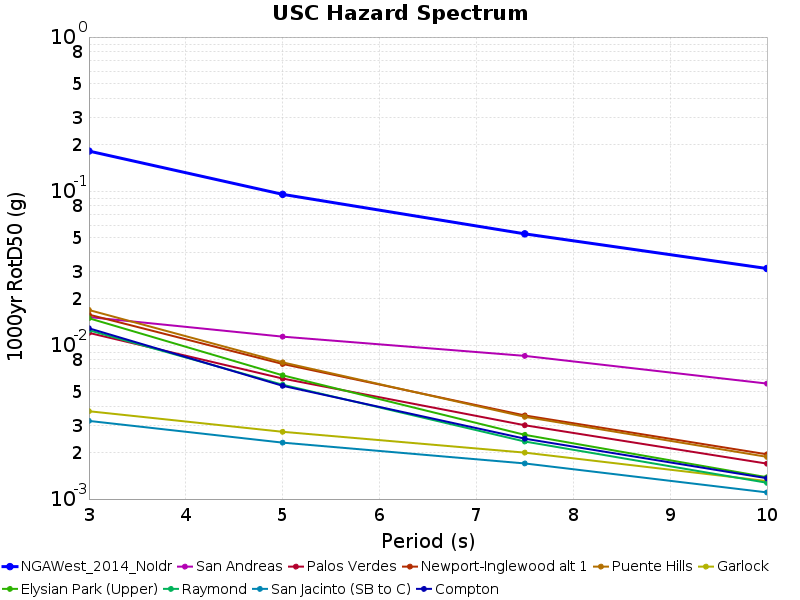 USC Hazard Spectrum
10^0
8
5
3
2
10^-1
8
5
3
2
10^-2
8
5
3
2
10^-3
1000yr RotD50 (g)
3 4 5 6 7 8 9 10
Period (s)
NGAWest_2014_NoIdr San Andreas Palos Verdes Newport-Inglewood alt 1 Puente Hills Garlock
Elysian Park (Upper) Raymond San Jacinto (SB to C) Compton